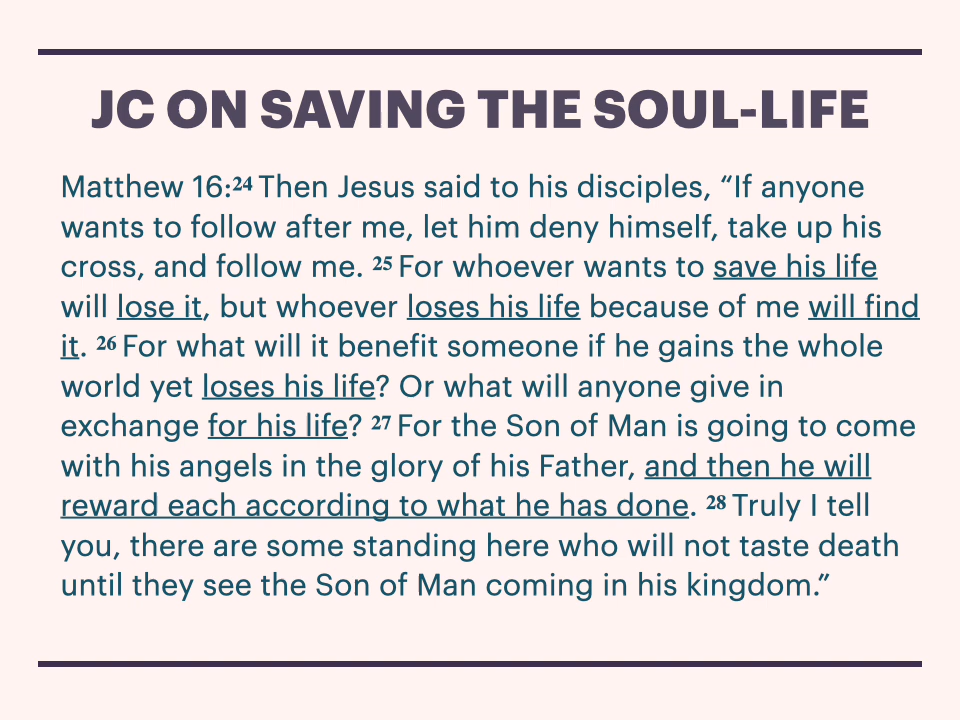 JC ON SAVING THE SOUL-LIFE
Matthew 16:24 Then Jesus said to his disciples, “If anyone
wants to follow after me, let him deny himself, take up his
cross, and follow me. 25 For whoever wants to save his life
will lose it, but whoever loses his life because of me will find
it. 26 For what will it benefit someone if he gains the whole
world yet loses his life? Or what will anyone give in
exchange for his life? 27 For the Son of Man is going to come
with his angels in the glory of his Father, and then he will
reward each according to what he has done. 28 Truly I tell
you, there are some standing here who will not taste death
until they see the Son of Man coming in his kingdom.”